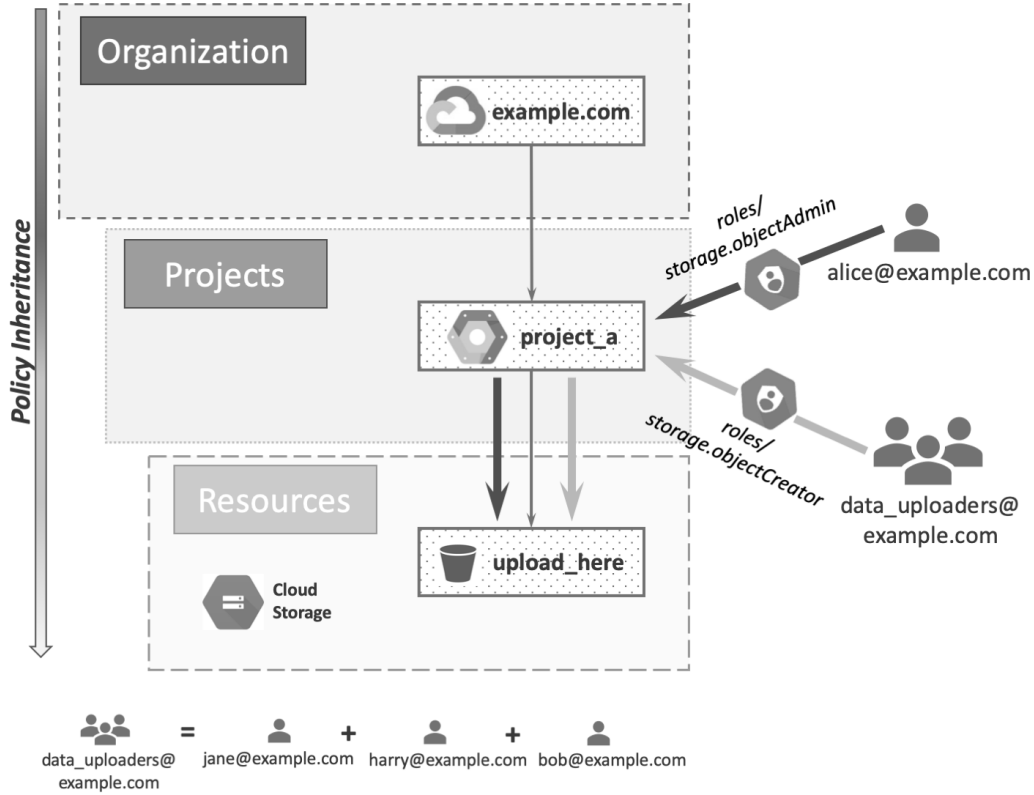 Organization
example.com
Policy Inheritance
roles/
storage.objectAdmin
alice@example.com
Projects
project_a
roles/
storage.objectCreator
data_uploaders@
example.com
Resources
upload_here
Cloud
Storage
data_uploaders@
example.com
=
jane@example.com
+
harry@example.com
+
bob@example.com